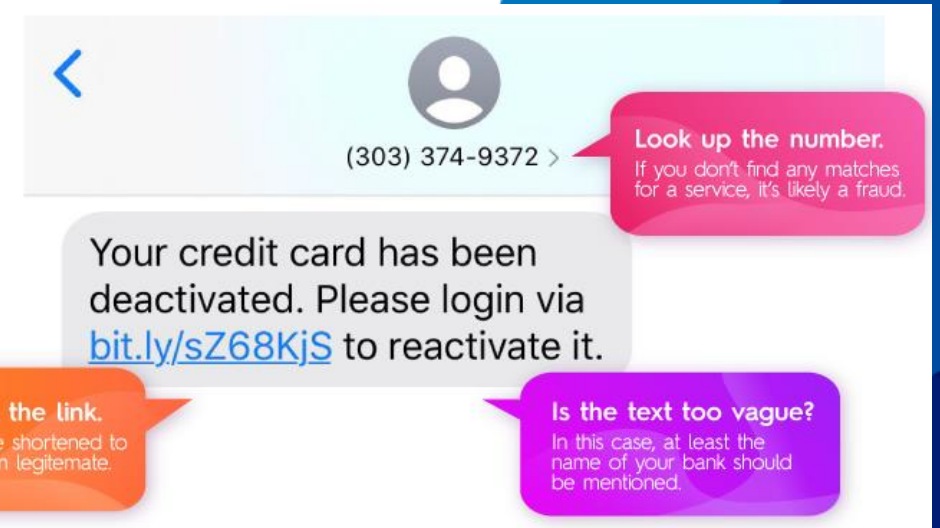 (303) 374-9372 >
Look up the number.
If you don't find any matches
for a service, it's likely a fraud.
Your credit card has been
deactivated. Please login via
bit.ly/sZ68KjS to reactivate it.
the link.
shortened to
legitemate.
Is the text too vague?
In this case, at least the
name of your bank should
be mentioned.